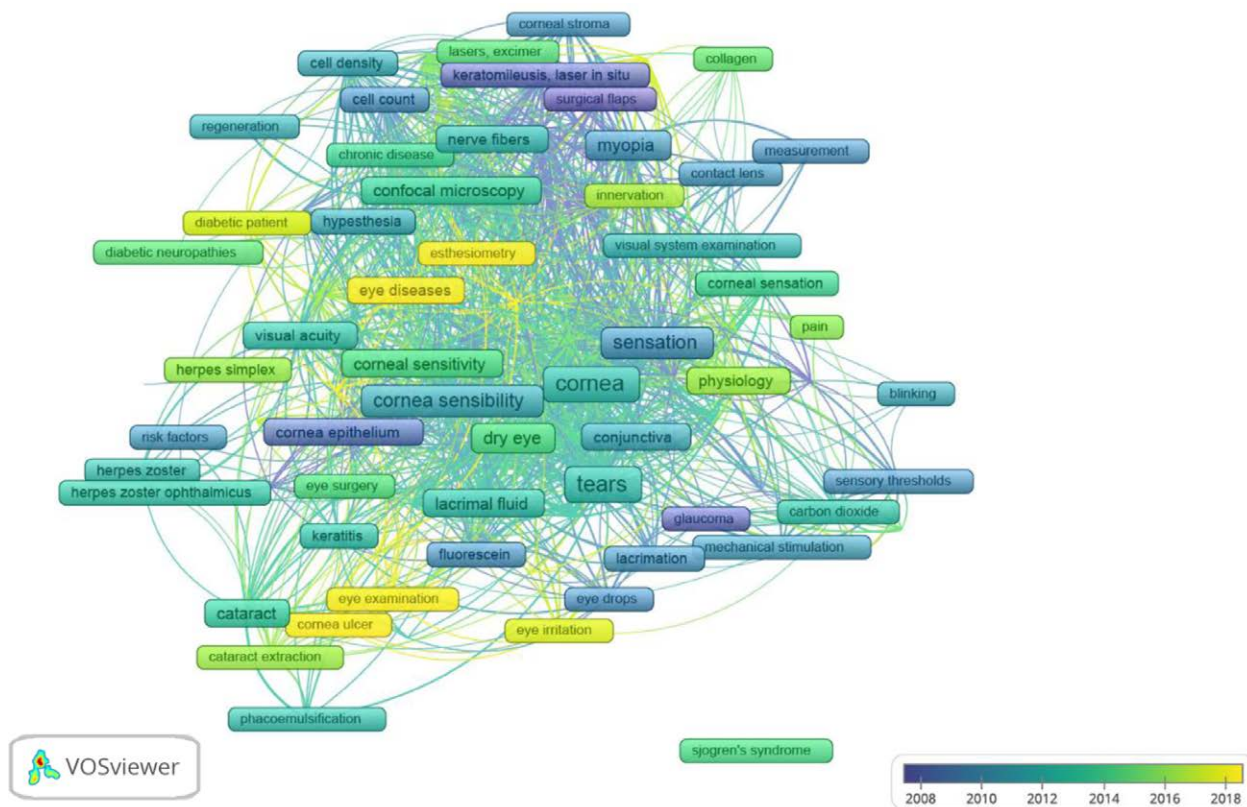 corneal stroma
lasers, excimer
collagen
cell density
keratomileusis, laser in situ
cell count
surgical flaps
regeneration
nerve fibers
myopia
measurement
chronic disease
contact lens
confocal microscopy
innervation
diabetic patient
hypesthesia
diabetic neuropathies
esthesiometry
visual system examination
eye diseases
corneal sensation
visual acuity
sensation
pain
herpes simplex
corneal sensitivity
cornea
physiology
cornea sensibility
blinking
risk factors
cornea epithelium
dry eye
conjunctiva
herpes zoster
herpes zoster ophthalmicus
eye surgery
tears
sensory thresholds
lacrimal fluid
carbon dioxide
glaucoma
keratitis
fluorescein
lacrimation
mechanical stimulation
eye examination
eye drops
cataract
cornea ulcer
eye irritation
cataract extraction
phacoemulsification
sjogren's syndrome
VOSviewer
2008 2010 2012 2014 2016 2018